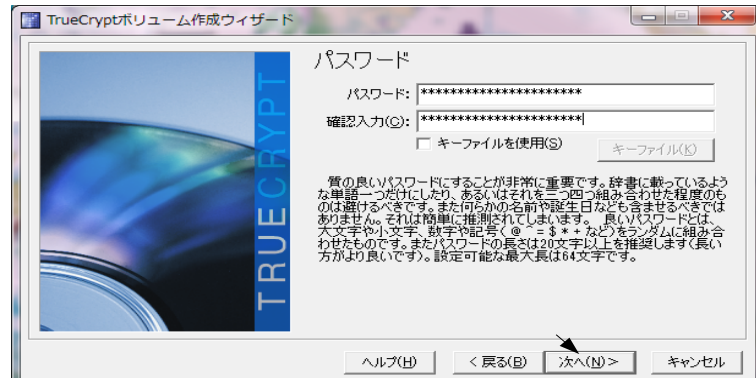 TrueCryptボリューム作成ウィザード
パスワード
パスワード: **********************
確認入力(C): **********************
キーファイルを使用(S)
キーファイル(K)
質の良いパスワードにすることが非常に重要です。辞書に載っているよう
な単語一つだけにしたり、あるいはそれを二つ三つ四つ組み合わせた程度のも
のは避けるべきです。また何らかの名前や誕生日なども含ませるべきでは
ありません。それは簡単に推測されてしまいます。 良いパスワードとは、
大文字や小文字、数字や記号( @ ^ = $ * + など)をランダムに組み合
わせたものです。またパスワードの長さは20文字以上を推奨します(長い
方がより良いです)。設定可能な最大長は64文字です。
TRUECRYPT
ヘルプ(H)
< 戻る(B)
次へ(N) >
キャンセル